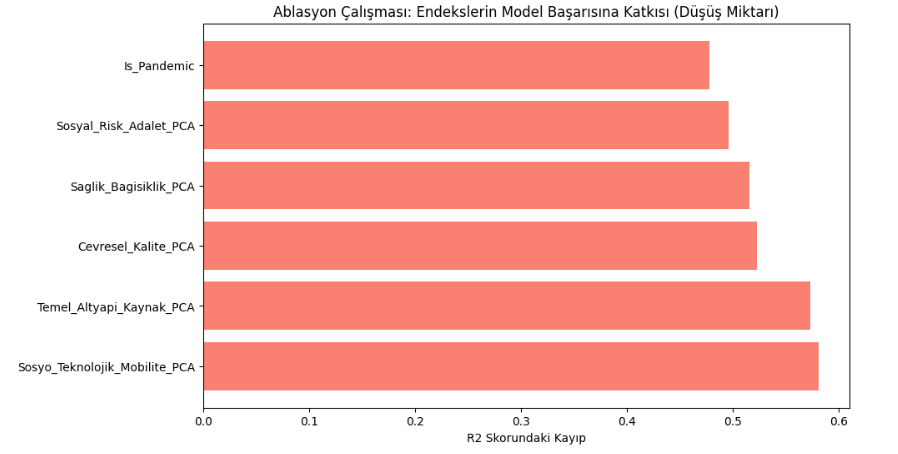 Ablasyon Çalışması: Endekslerin Model Başarısına Katkısı (Düşüş Miktarı)
Is_Pandemic
Sosyal_Risk_Adalet_PCA
Saglik_Bagisiklik_PCA
Cevresel_Kalite_PCA
Temel_Altyapi_Kaynak_PCA
Sosyo_Teknolojik_Mobilite_PCA
0.0 0.1 0.2 0.3 0.4 0.5 0.6
R2 Skorundaki Kayıp